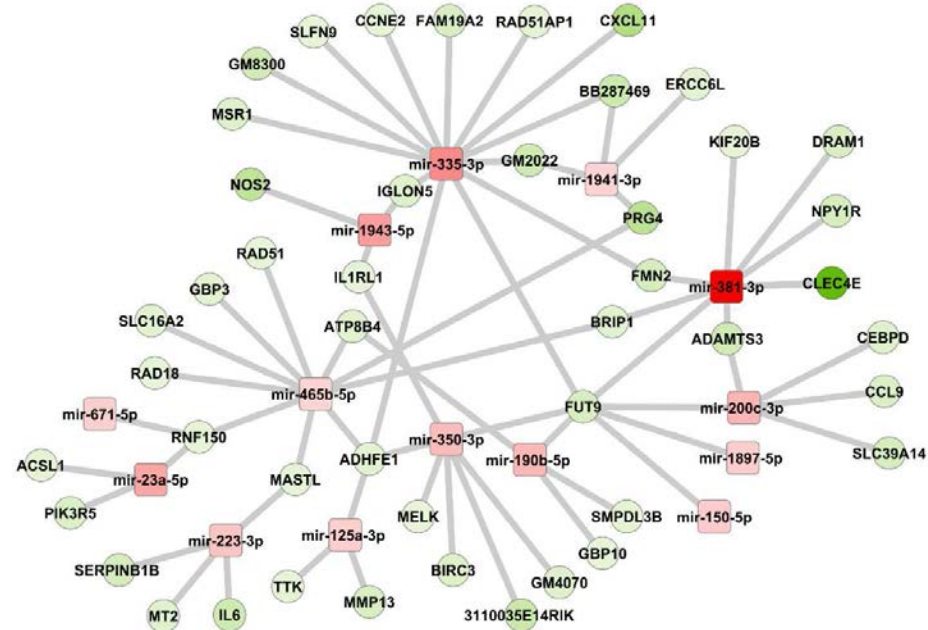 CCNE2
FAM19A2
RAD51AP1
CXCL11
SLFN9
GM8300
BB287469
ERCC6L
MSR1
KIF20B
DRAM1
mir-335-3p
GM2022
mir-1941-3p
NOS2
IGLON5
PRG4
NPY1R
mir-1943-5p
RAD51
IL1RL1
FMN2
mir-381-3p
CLEC4E
GBP3
SLC16A2
ATP8B4
BRIP1
ADAMTS3
CEBPD
RAD18
mir-465b-5p
CCL9
mir-671-5p
FUT9
mir-200c-3p
RNF150
mir-350-3p
SLC39A14
ACSL1
ADHFE1
mir-190b-5p
mir-1897-5p
mir-23a-5p
MASTL
PIK3R5
MELK
SMPDL3B
mir-150-5p
mir-223-3p
mir-125a-3p
GBP10
SERPINB1B
BIRC3
GM4070
TTK
MMP13
MT2
IL6
3110035E14RIK